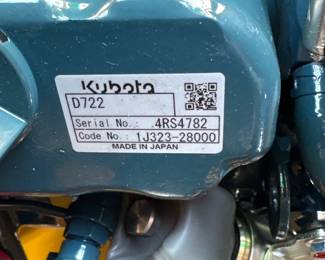 Kubota
D722
Serial No.: 4RS4782
Code No.: 1J323-28000
MADE IN JAPAN